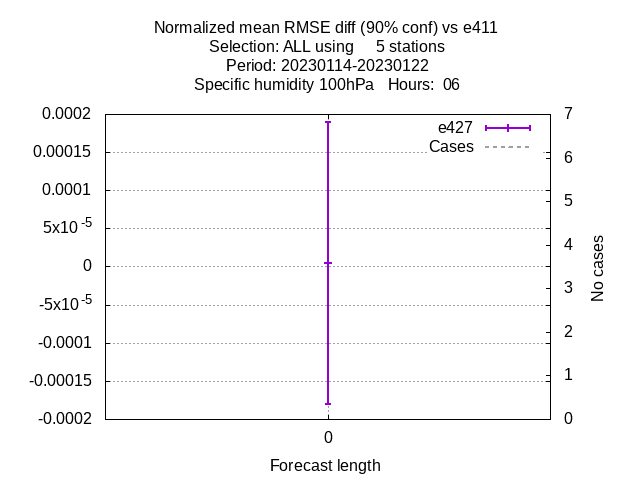 Normalized mean RMSE diff (90% conf) vs e411
Selection: ALL using     5 stations
Period: 20230114-20230122
Specific humidity 100hPa   Hours:  06
e427
Cases
0.0002
0.00015
0.0001
5x10^-5
0
-5x10^-5
-0.0001
-0.00015
-0.0002
7
6
5
4
3
2
1
0
No cases
0
Forecast length